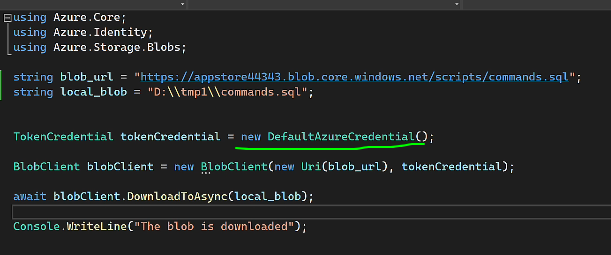 using Azure.Core;
using Azure.Identity;
using Azure.Storage.Blobs;
string blob_url = "https://appstore44343.blob.core.windows.net/scripts/commands.sql";
string local_blob = "D:\\tmp1\\commands.sql";
TokenCredential tokenCredential = new DefaultAzureCredential();
BlobClient blobClient = new BlobClient(new Uri(blob_url), tokenCredential);
await blobClient.DownloadToAsync(local_blob);
Console.WriteLine("The blob is downloaded");